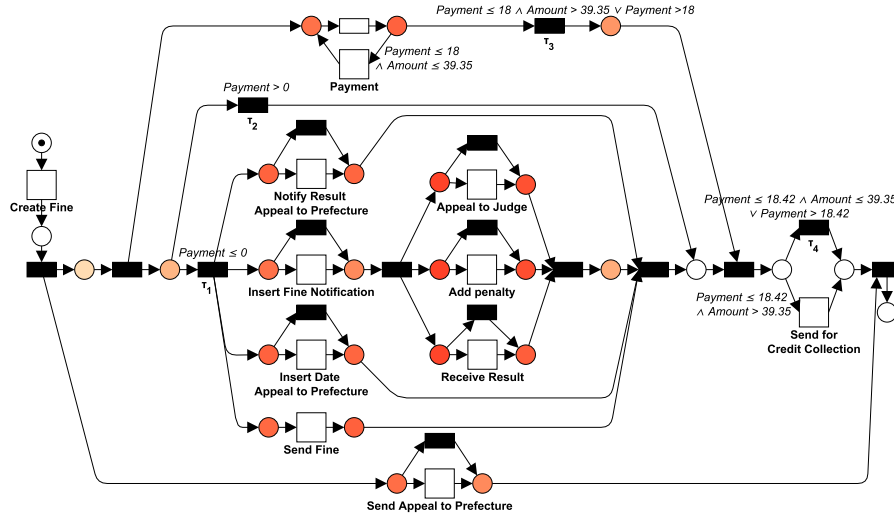 Payment ≤ 18 ∧ Amount > 39.35 ∨ Payment >18
τ3
Payment ≤ 18
∧ Amount ≤ 39.35
Payment
Payment > 0
τ2
Create Fine
Notify Result
Appeal to Prefecture
Appeal to Judge
Payment ≤ 18.42 ∧ Amount ≤ 39.35
∨ Payment > 18.42
τ4
Payment ≤ 0
τ1
Insert Fine Notification
Add penalty
Payment ≤ 18.42
∧ Amount > 39.35
Send for
Credit Collection
Insert Date
Appeal to Prefecture
Receive Result
Send Fine
Send Appeal to Prefecture